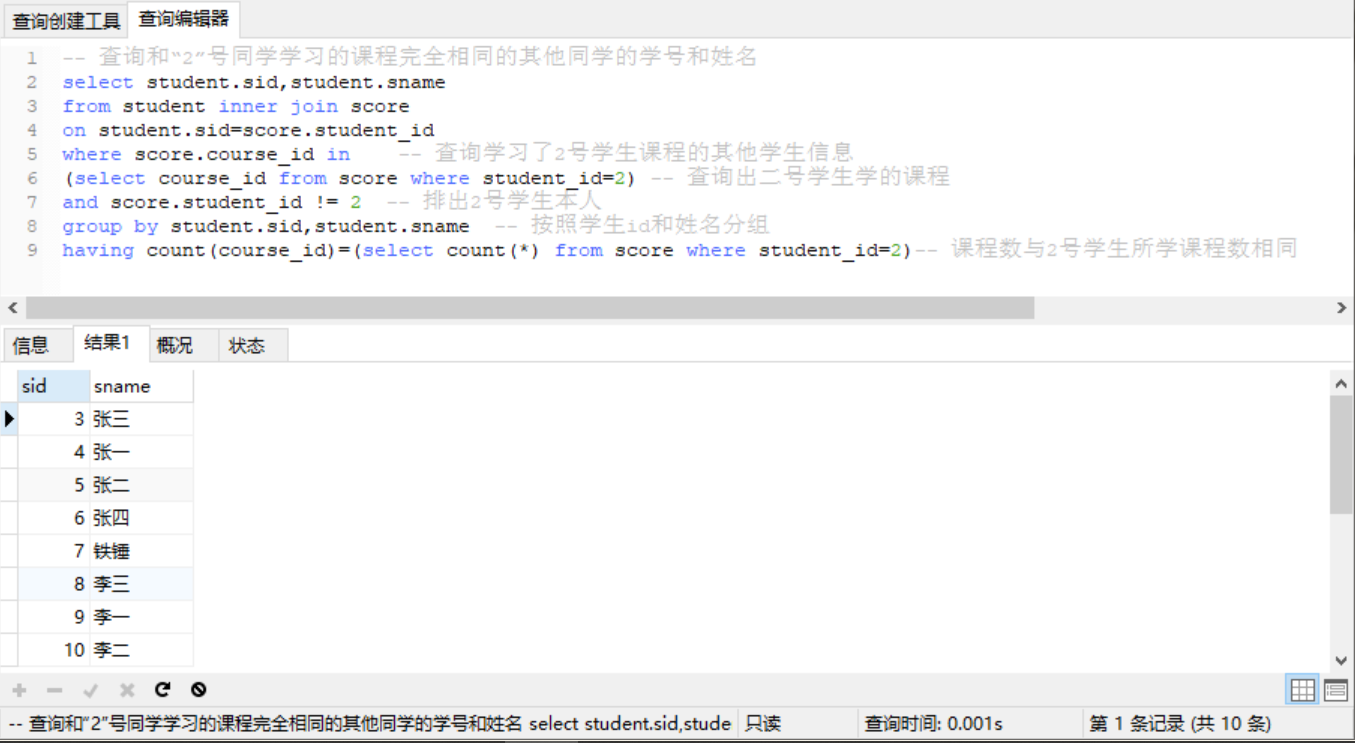 查询创建工具 查询编辑器
1 -- 查询和“2”号同学学习的课程完全相同的其他同学的学号和姓名
2 select student.sid,student.sname
3 from student inner join score
4 on student.sid=score.student_id
5 where score.course_id in    -- 查询学习了2号学生课程的其他学生信息
6 (select course_id from score where student_id=2) -- 查询出二号学生学的课程
7 and score.student_id != 2  -- 排出2号学生本人
8 group by student.sid,student.sname  -- 按照学生id和姓名分组
9 having count(course_id)=(select count(*) from score where student_id=2)-- 课程数与2号学生所学课程数相同
信息 结果1 概况 状态
sid sname
3 张三
4 张一
5 张二
6 张四
7 铁锤
8 李三
9 李一
10 李二
-- 查询和“2”号同学学习的课程完全相同的其他同学的学号和姓名 select student.sid,stude 只读 查询时间: 0.001s 第 1 条记录 (共 10 条)